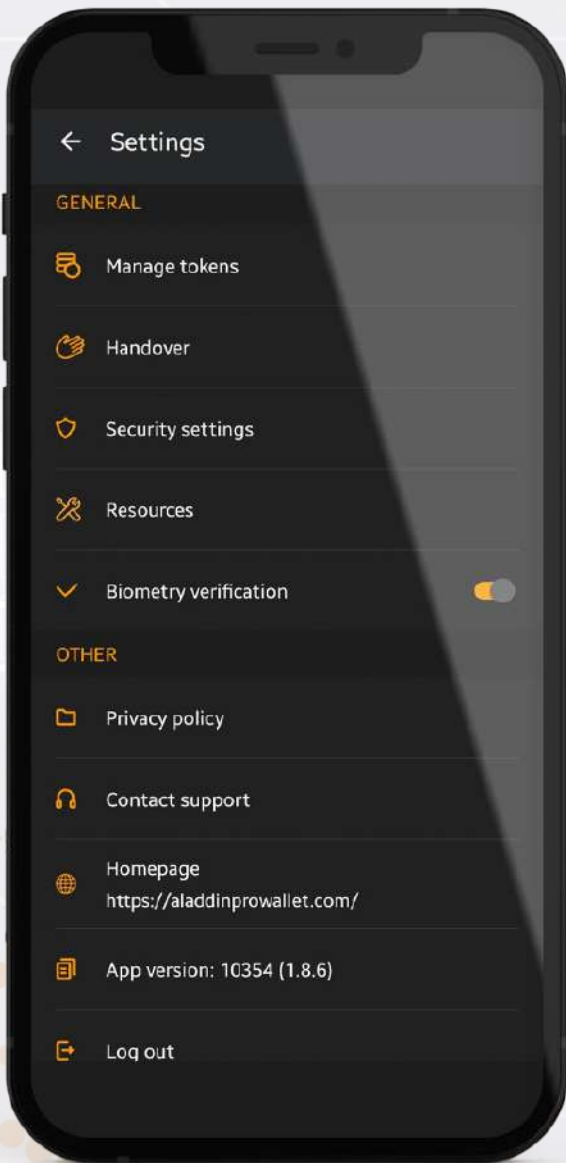 Settings
GENERAL
Manage tokens
Handover
Security settings
Resources
Biometry verification
OTHER
Privacy policy
Contact support
Homepage
https://aladdinprowallet.com/
App version: 10354 (1.8.6)
Log out